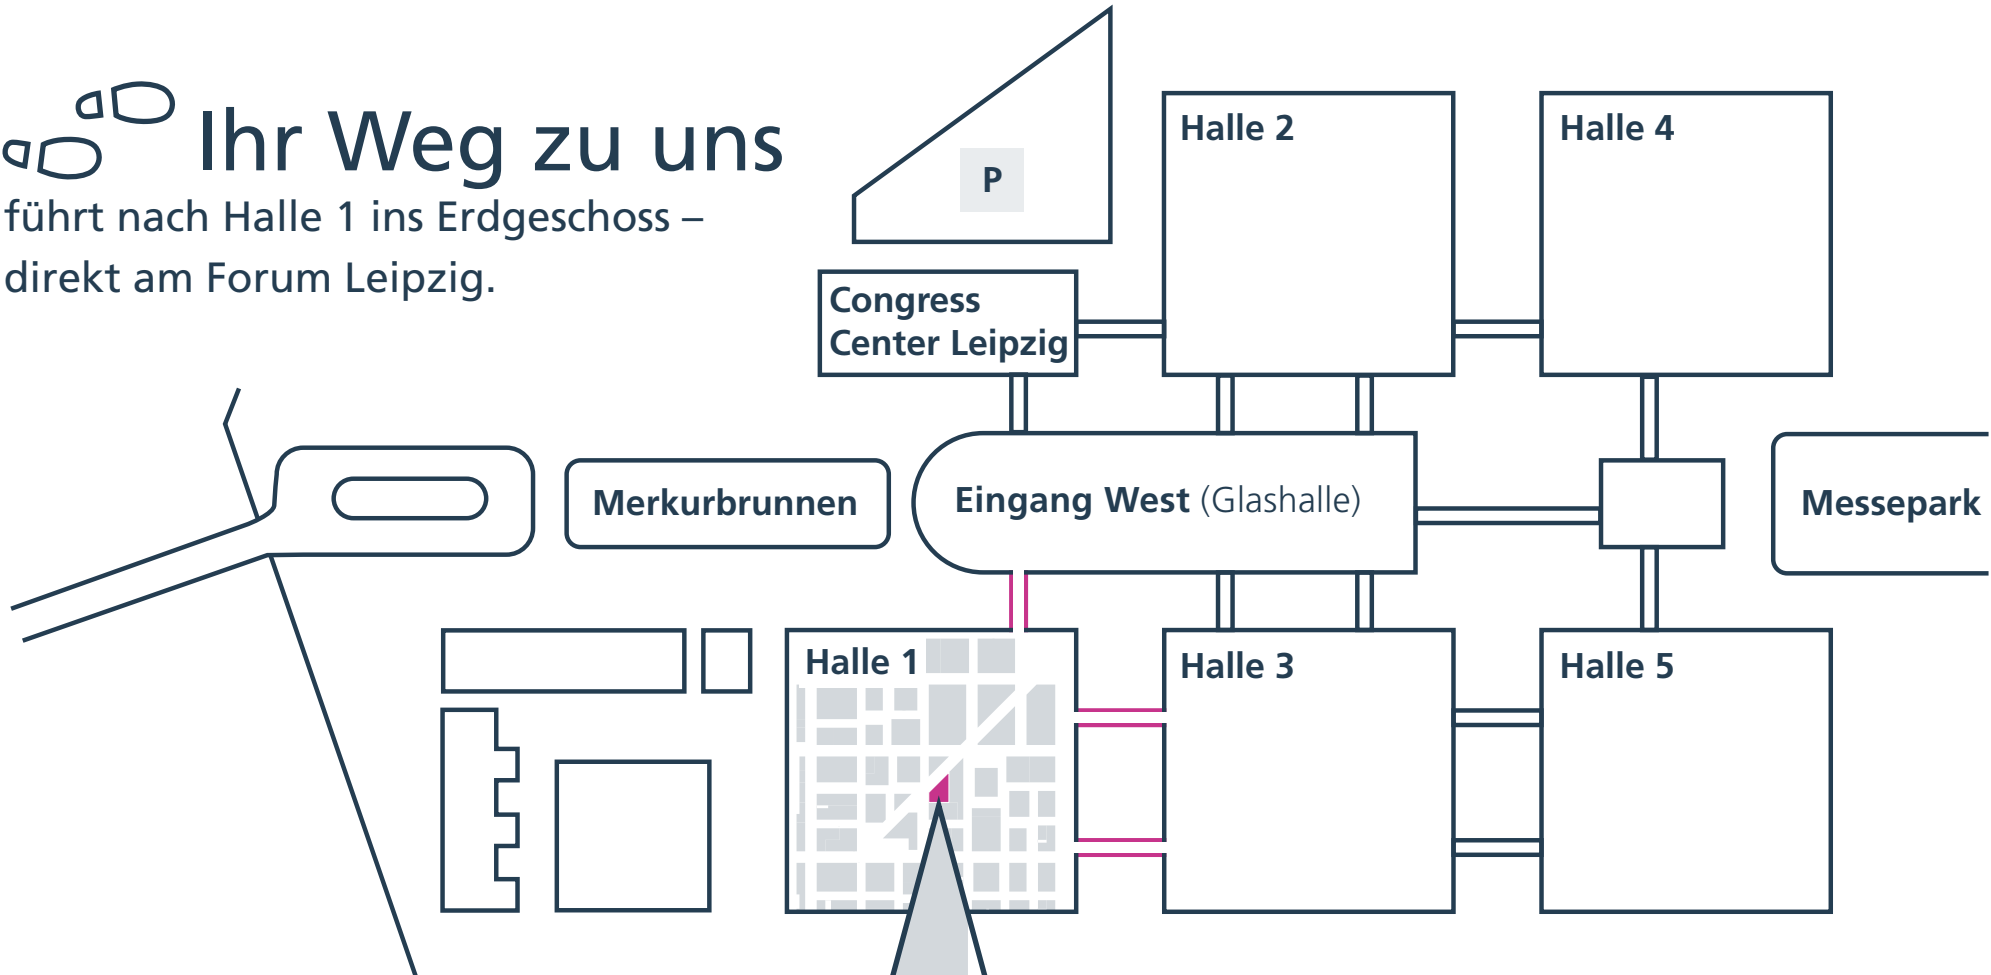 Ihr Weg zu uns
führt nach Halle 1 ins Erdgeschoss –
direkt am Forum Leipzig.
P
Halle 2
Halle 4
Congress
Center Leipzig
Merkurbrunnen
Eingang West (Glashalle)
Messepark
Halle 1
Halle 3
Halle 5